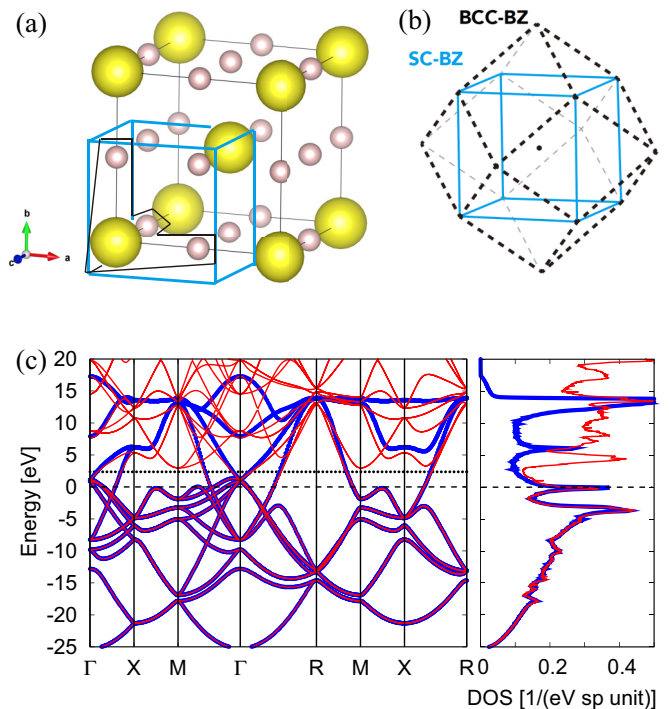 (a)
b
a
c
(b)
BCC-BZ
SC-BZ
(c)
Energy [eV]
20
15
10
5
0
-5
-10
-15
-20
-25
Γ X M Γ R M X R
0 0.2 0.4
DOS [1/(eV sp unit)]